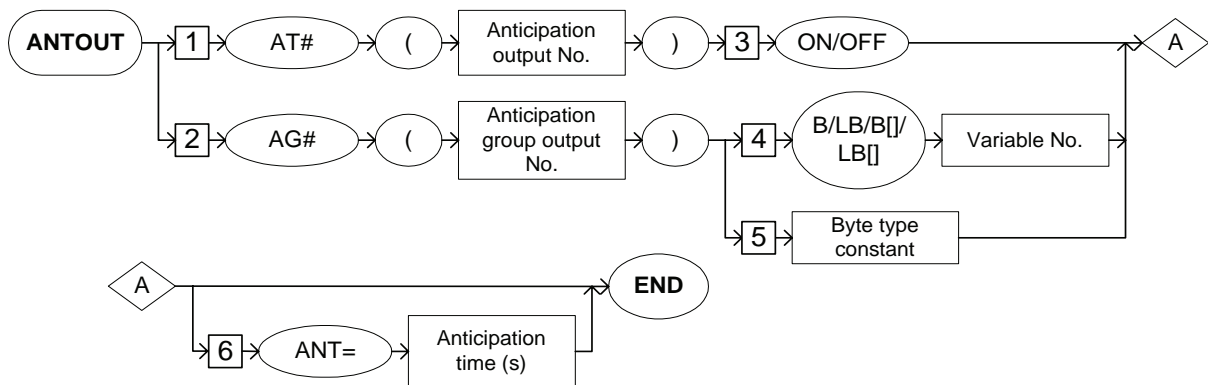 ANTOUT
1
AT#
(
Anticipation
output No.
)
3
ON/OFF
A
2
AG#
(
Anticipation
group output
No.
)
4
B/LB/B[]/
LB[]
Variable No.
5
Byte type
constant
A
END
6
ANT=
Anticipation
time (s)